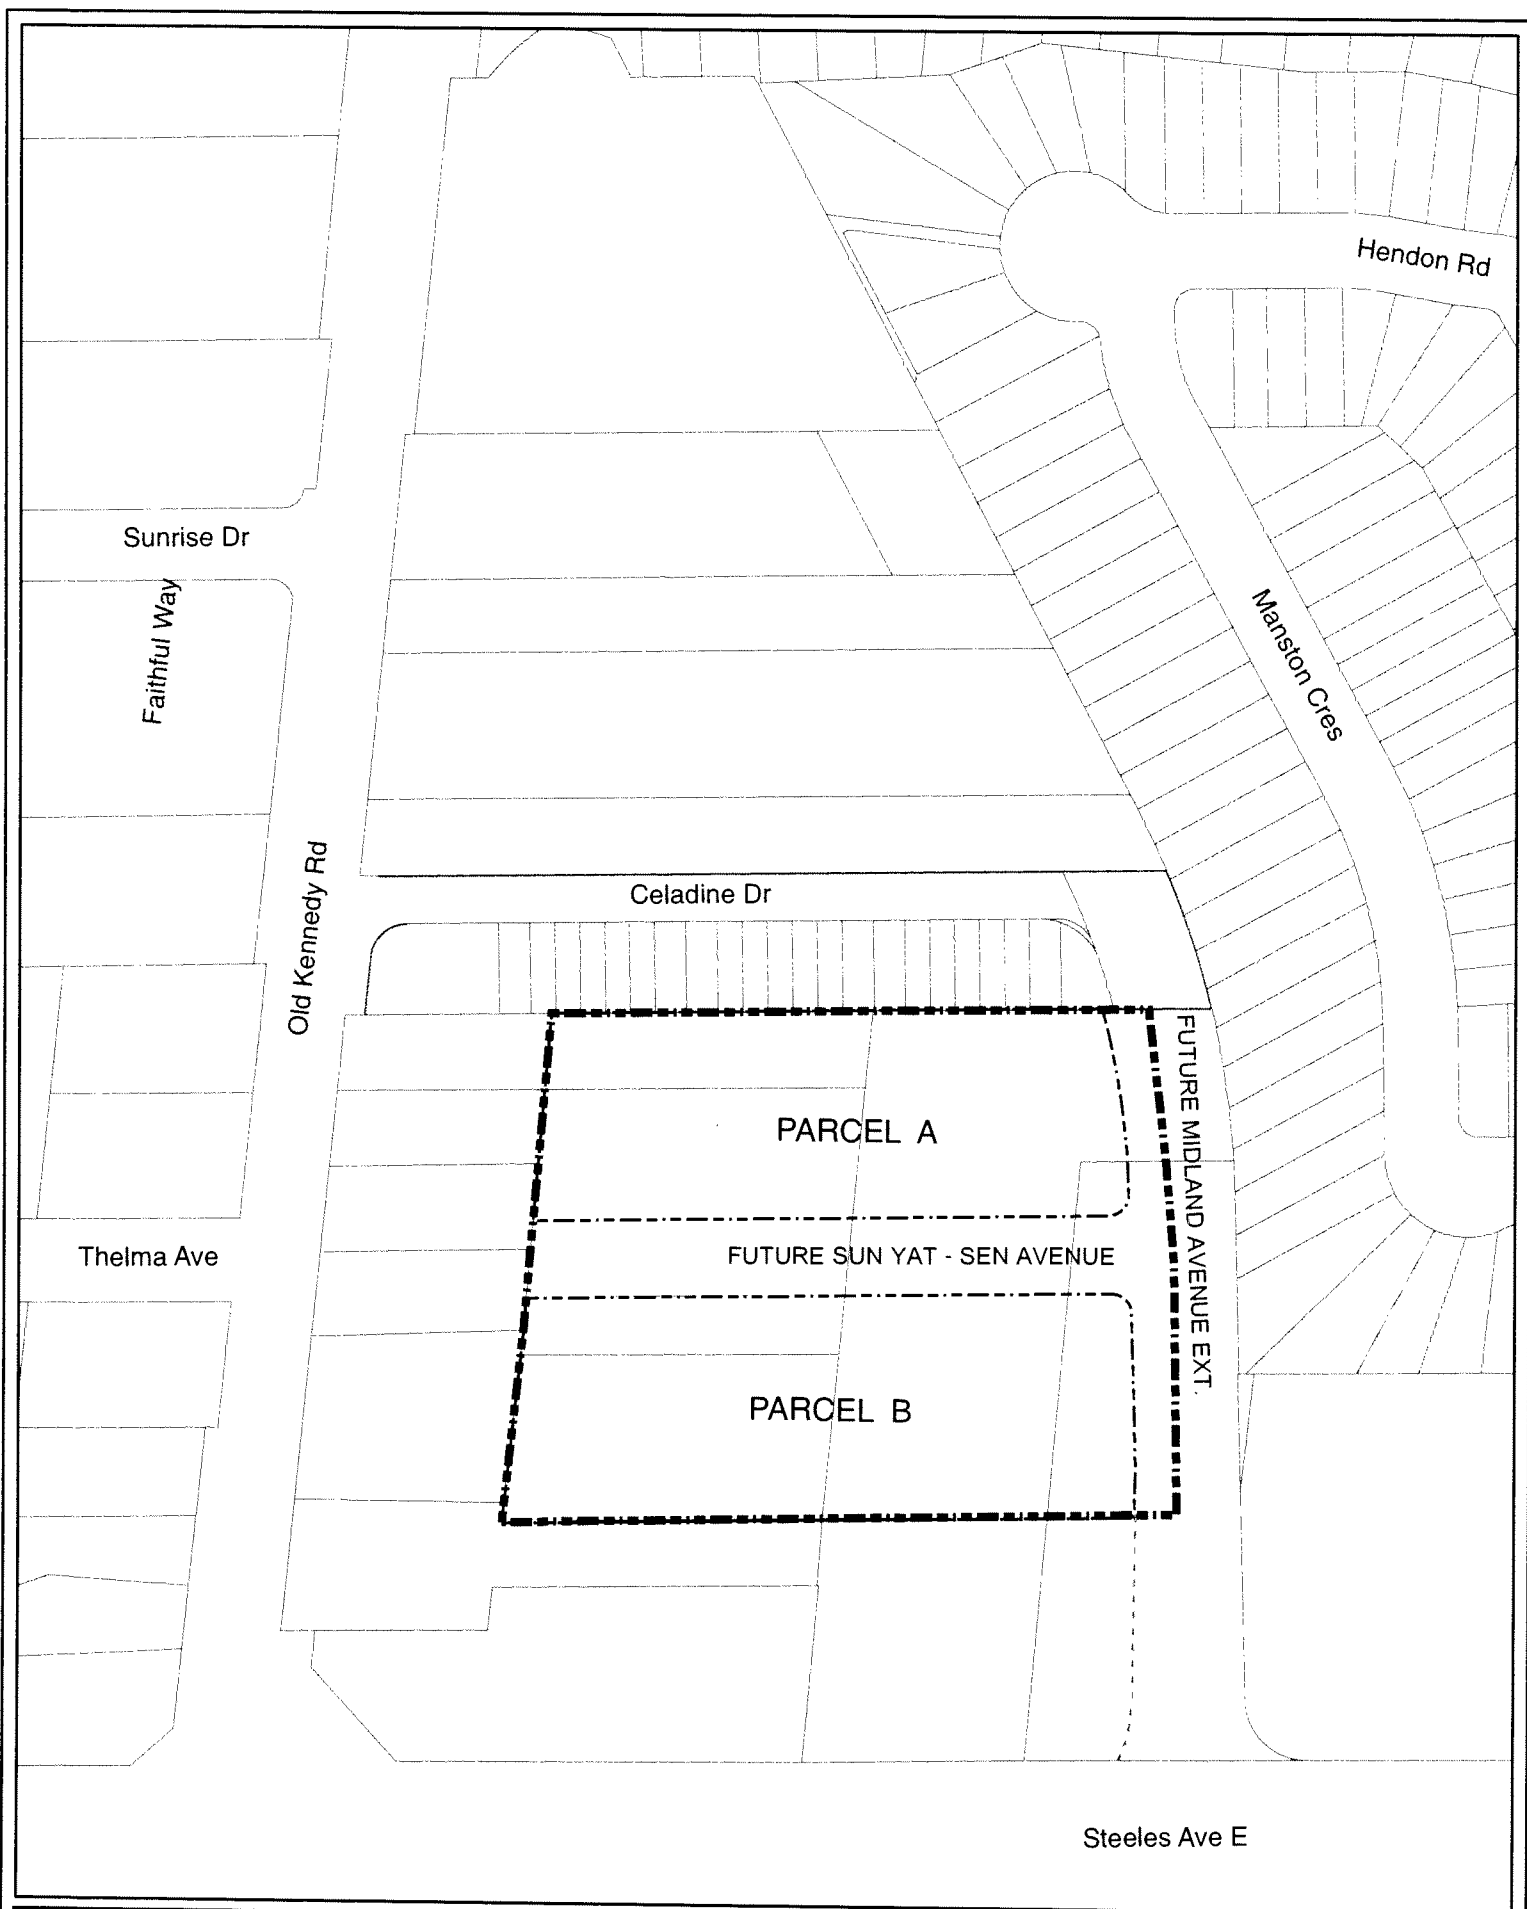 Hendon Rd
Sunrise Dr
Faithful Way
Manston Cres
Old Kennedy Rd
Celadine Dr
PARCEL A
FUTURE MIDLAND AVENUE EXT.
Thelma Ave
FUTURE SUN YAT - SEN AVENUE
PARCEL B
Steeles Ave E